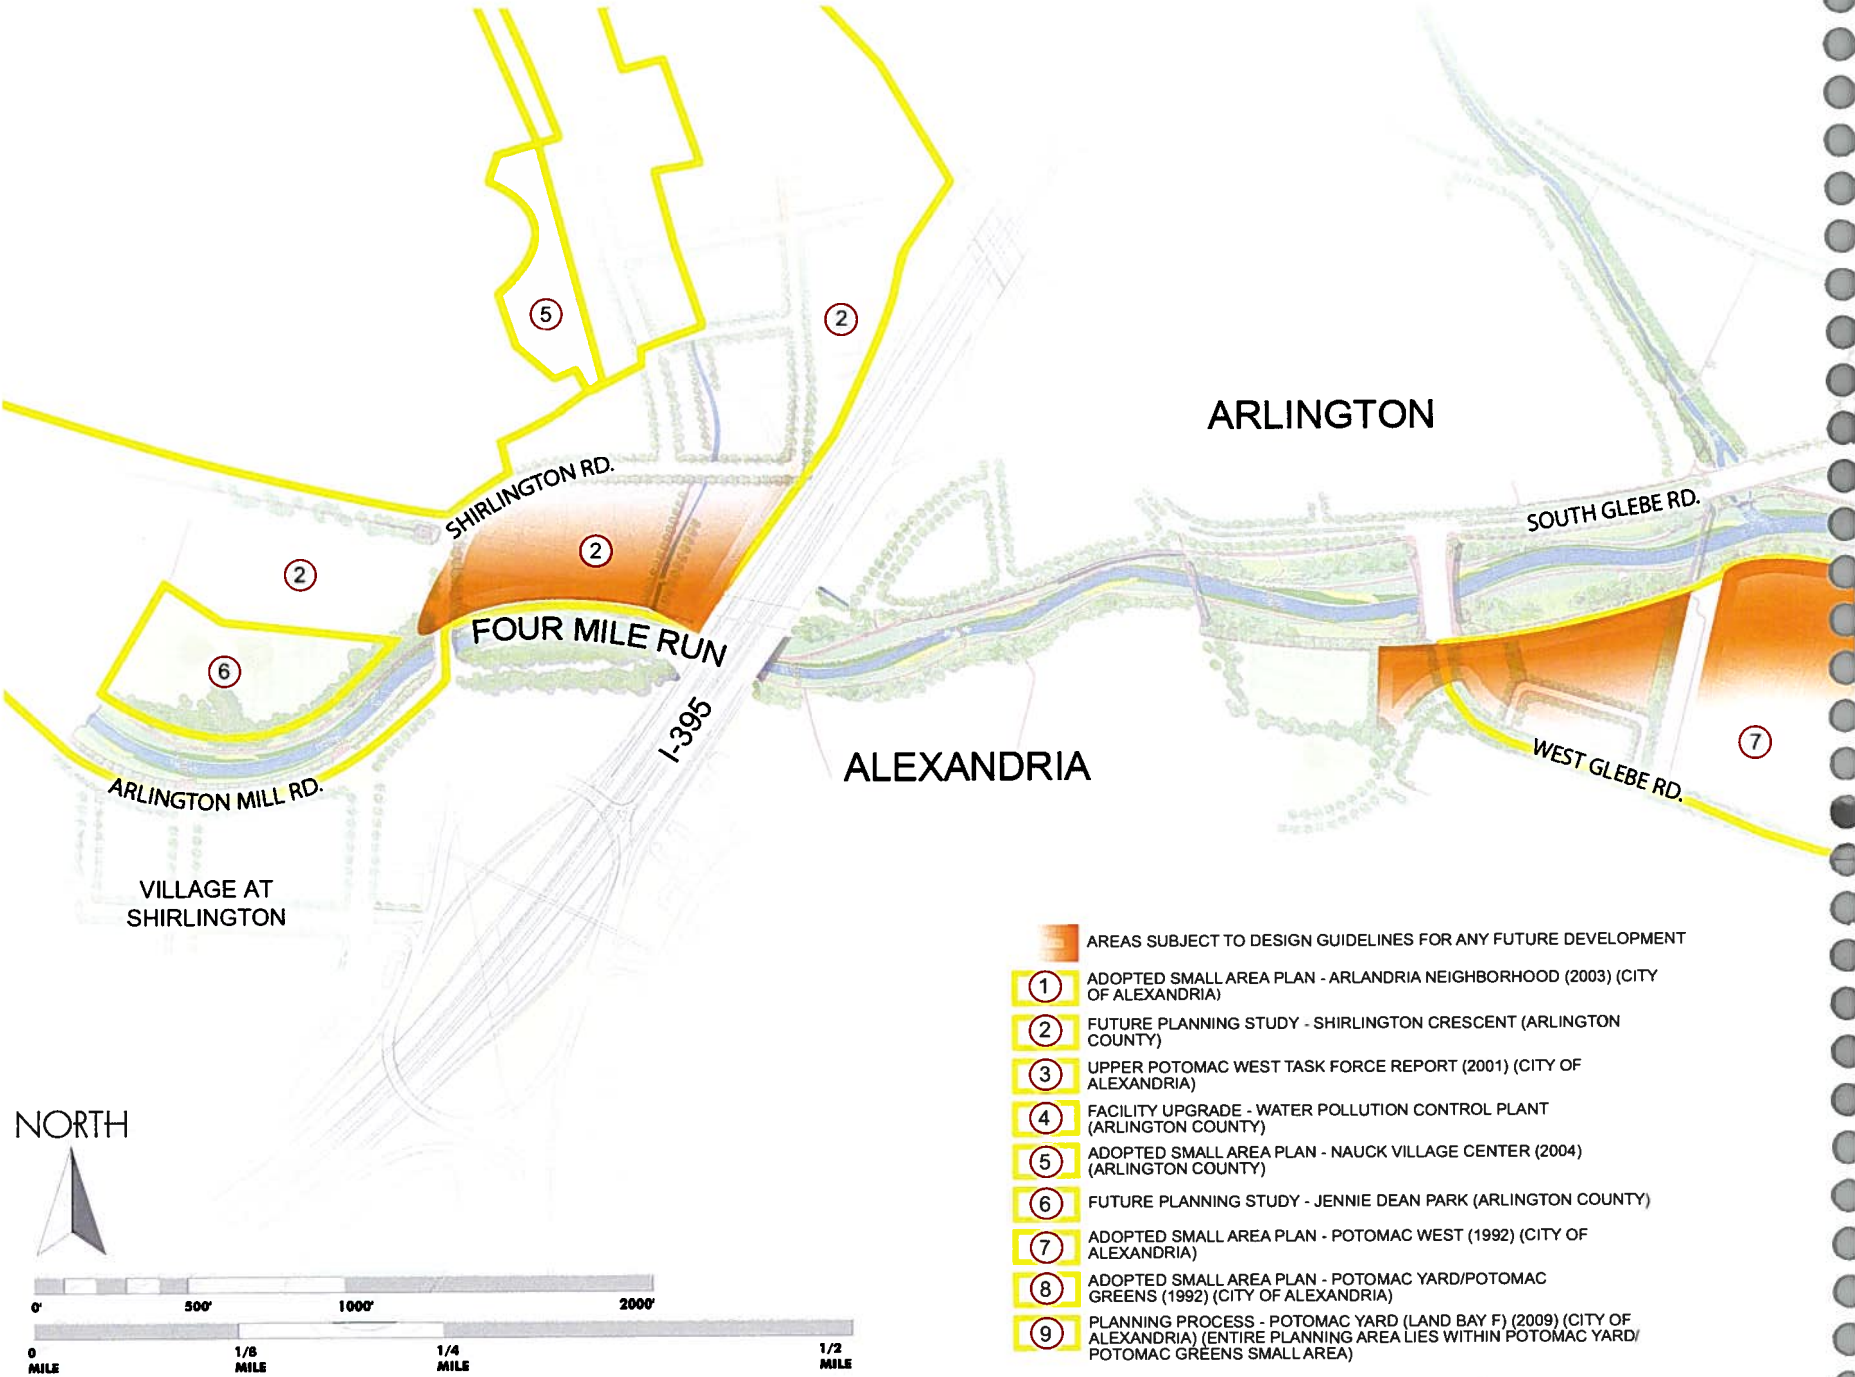 5
2
ARLINGTON
SHIRLINGTON RD.
SOUTH GLEBE RD.
2
2
FOUR MILE RUN
6
I-395
7
ALEXANDRIA
WEST GLEBE RD.
ARLINGTON MILL RD.
VILLAGE AT
SHIRLINGTON
AREAS SUBJECT TO DESIGN GUIDELINES FOR ANY FUTURE DEVELOPMENT
1
ADOPTED SMALL AREA PLAN - ARLANDRIA NEIGHBORHOOD (2003) (CITY
OF ALEXANDRIA)
2
FUTURE PLANNING STUDY - SHIRLINGTON CRESCENT (ARLINGTON
COUNTY)
3
UPPER POTOMAC WEST TASK FORCE REPORT (2001) (CITY OF
ALEXANDRIA)
4
FACILITY UPGRADE - WATER POLLUTION CONTROL PLANT
(ARLINGTON COUNTY)
5
ADOPTED SMALL AREA PLAN - NAUCK VILLAGE CENTER (2004)
(ARLINGTON COUNTY)
6
FUTURE PLANNING STUDY - JENNIE DEAN PARK (ARLINGTON COUNTY)
7
ADOPTED SMALL AREA PLAN - POTOMAC WEST (1992) (CITY OF
ALEXANDRIA)
8
ADOPTED SMALL AREA PLAN - POTOMAC YARD/POTOMAC
GREENS (1992) (CITY OF ALEXANDRIA)
9
PLANNING PROCESS - POTOMAC YARD (LAND BAY F) (2009) (CITY OF
ALEXANDRIA) (ENTIRE PLANNING AREA LIES WITHIN POTOMAC YARD/
POTOMAC GREENS SMALL AREA)
NORTH
0' 500' 1000' 2000'
0 1/8 1/4 1/2
MILE MILE MILE MILE